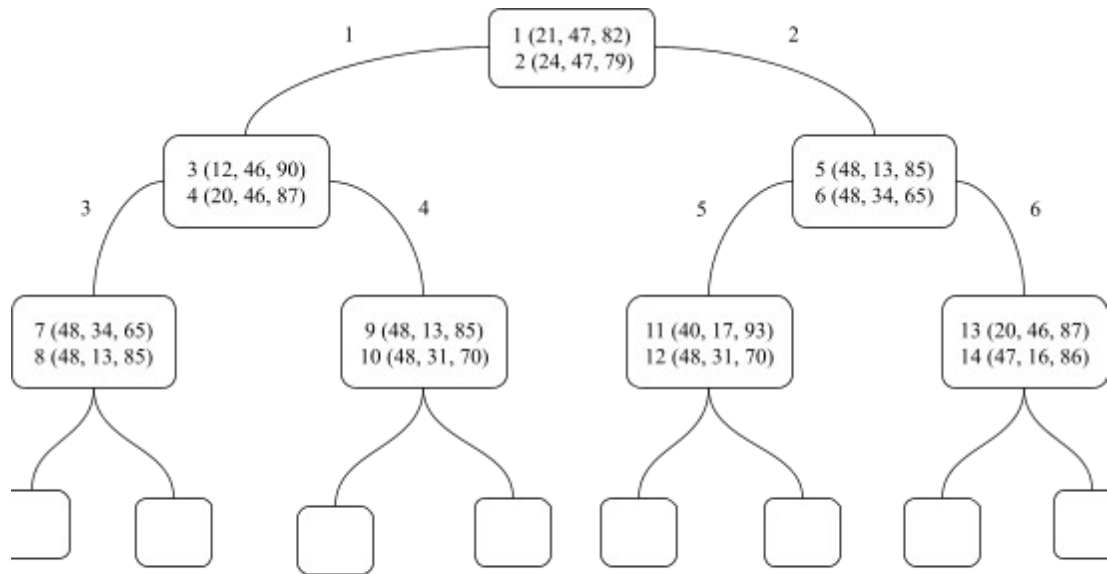 1
2
1 (21, 47, 82)
2 (24, 47, 79)
3 (12, 46, 90)
4 (20, 46, 87)
5 (48, 13, 85)
6 (48, 34, 65)
3
4
5
6
7 (48, 34, 65)
8 (48, 13, 85)
9 (48, 13, 85)
10 (48, 31, 70)
11 (40, 17, 93)
12 (48, 31, 70)
13 (20, 46, 87)
14 (47, 16, 86)